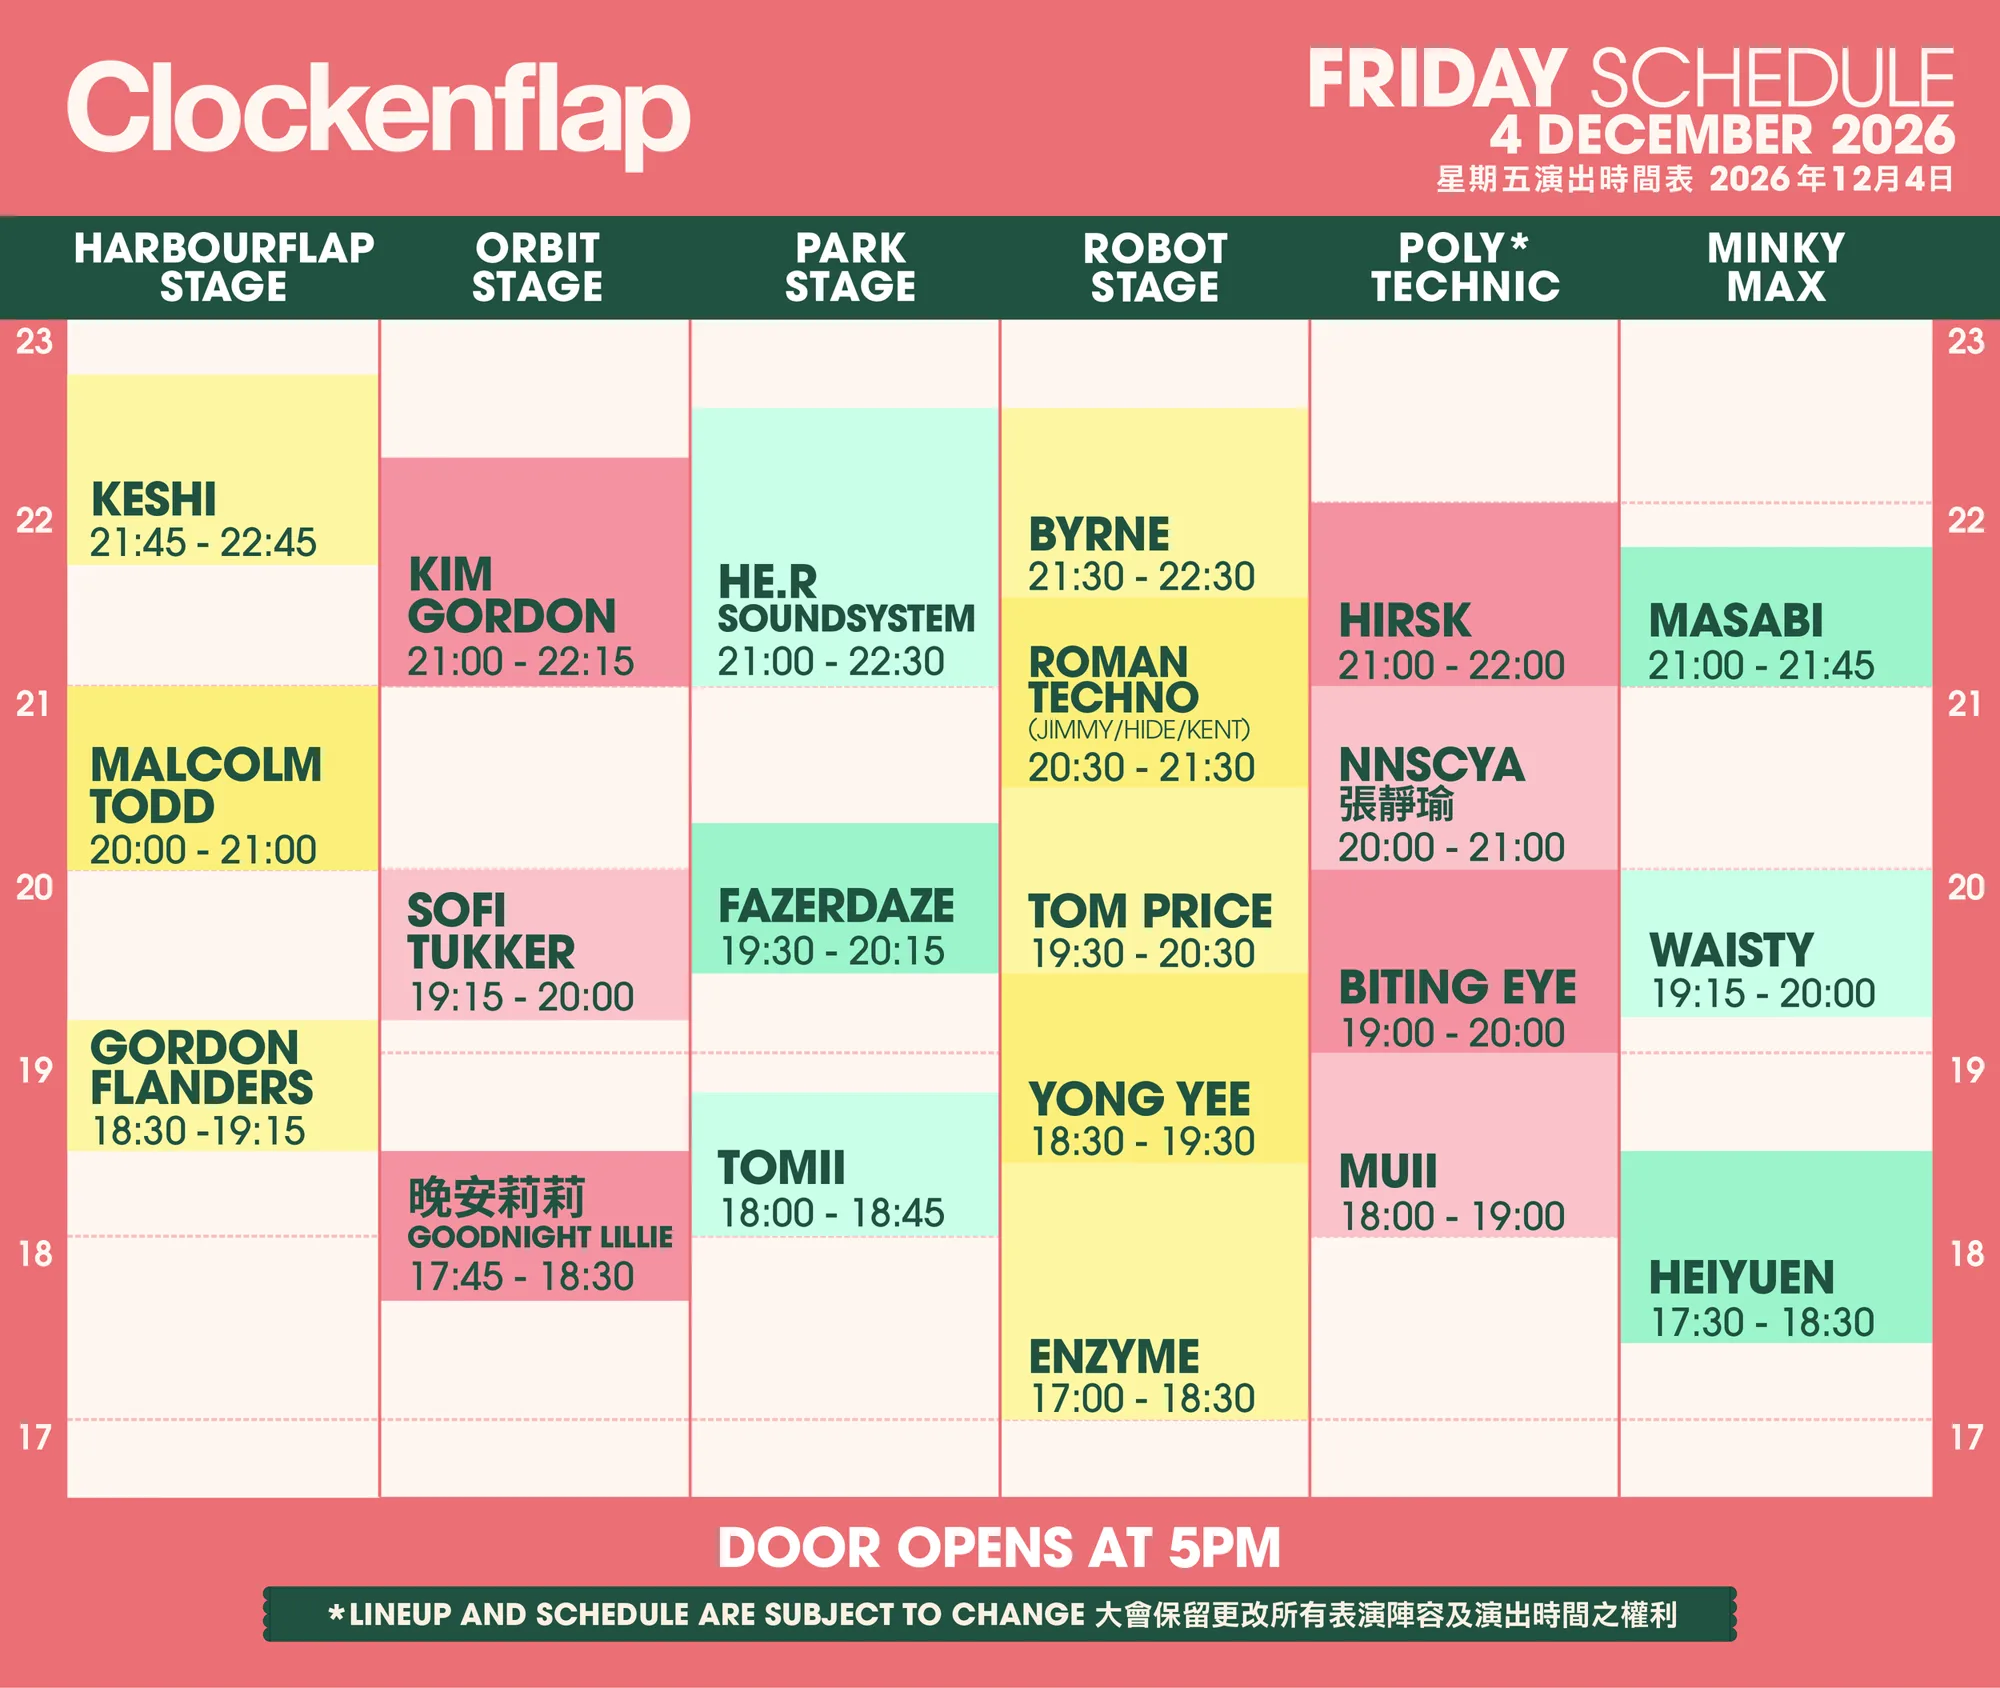 Clockenflap
FRIDAY SCHEDULE
4 DECEMBER 2026
星期五演出時間表 2026年12月4日
HARBOURFLAP
STAGE
ORBIT
STAGE
PARK
STAGE
ROBOT
STAGE
POLY*
TECHNIC
MINKY
MAX
23
22
21
20
19
18
17
KESHI
21:45 - 22:45
MALCOLM
TODD
20:00 - 21:00
GORDON
FLANDERS
18:30 -19:15
KIM
GORDON
21:00 - 22:15
SOFI
TUKKER
19:15 - 20:00
晚安莉莉
GOODNIGHT LILLIE
17:45 - 18:30
HE.R
SOUNDSYSTEM
21:00 - 22:30
FAZERDAZE
19:30 - 20:15
TOMII
18:00 - 18:45
BYRNE
21:30 - 22:30
ROMAN
TECHNO
(JIMMY/HIDE/KENT)
20:30 - 21:30
TOM PRICE
19:30 - 20:30
YONG YEE
18:30 - 19:30
ENZYME
17:00 - 18:30
HIRSK
21:00 - 22:00
NNSCYA
張靜瑜
20:00 - 21:00
BITING EYE
19:00 - 20:00
MUII
18:00 - 19:00
MASABI
21:00 - 21:45
WAISTY
19:15 - 20:00
HEIYUEN
17:30 - 18:30
23
22
21
20
19
18
17
DOOR OPENS AT 5PM
*LINEUP AND SCHEDULE ARE SUBJECT TO CHANGE 大會保留更改所有表演陣容及演出時間之權利